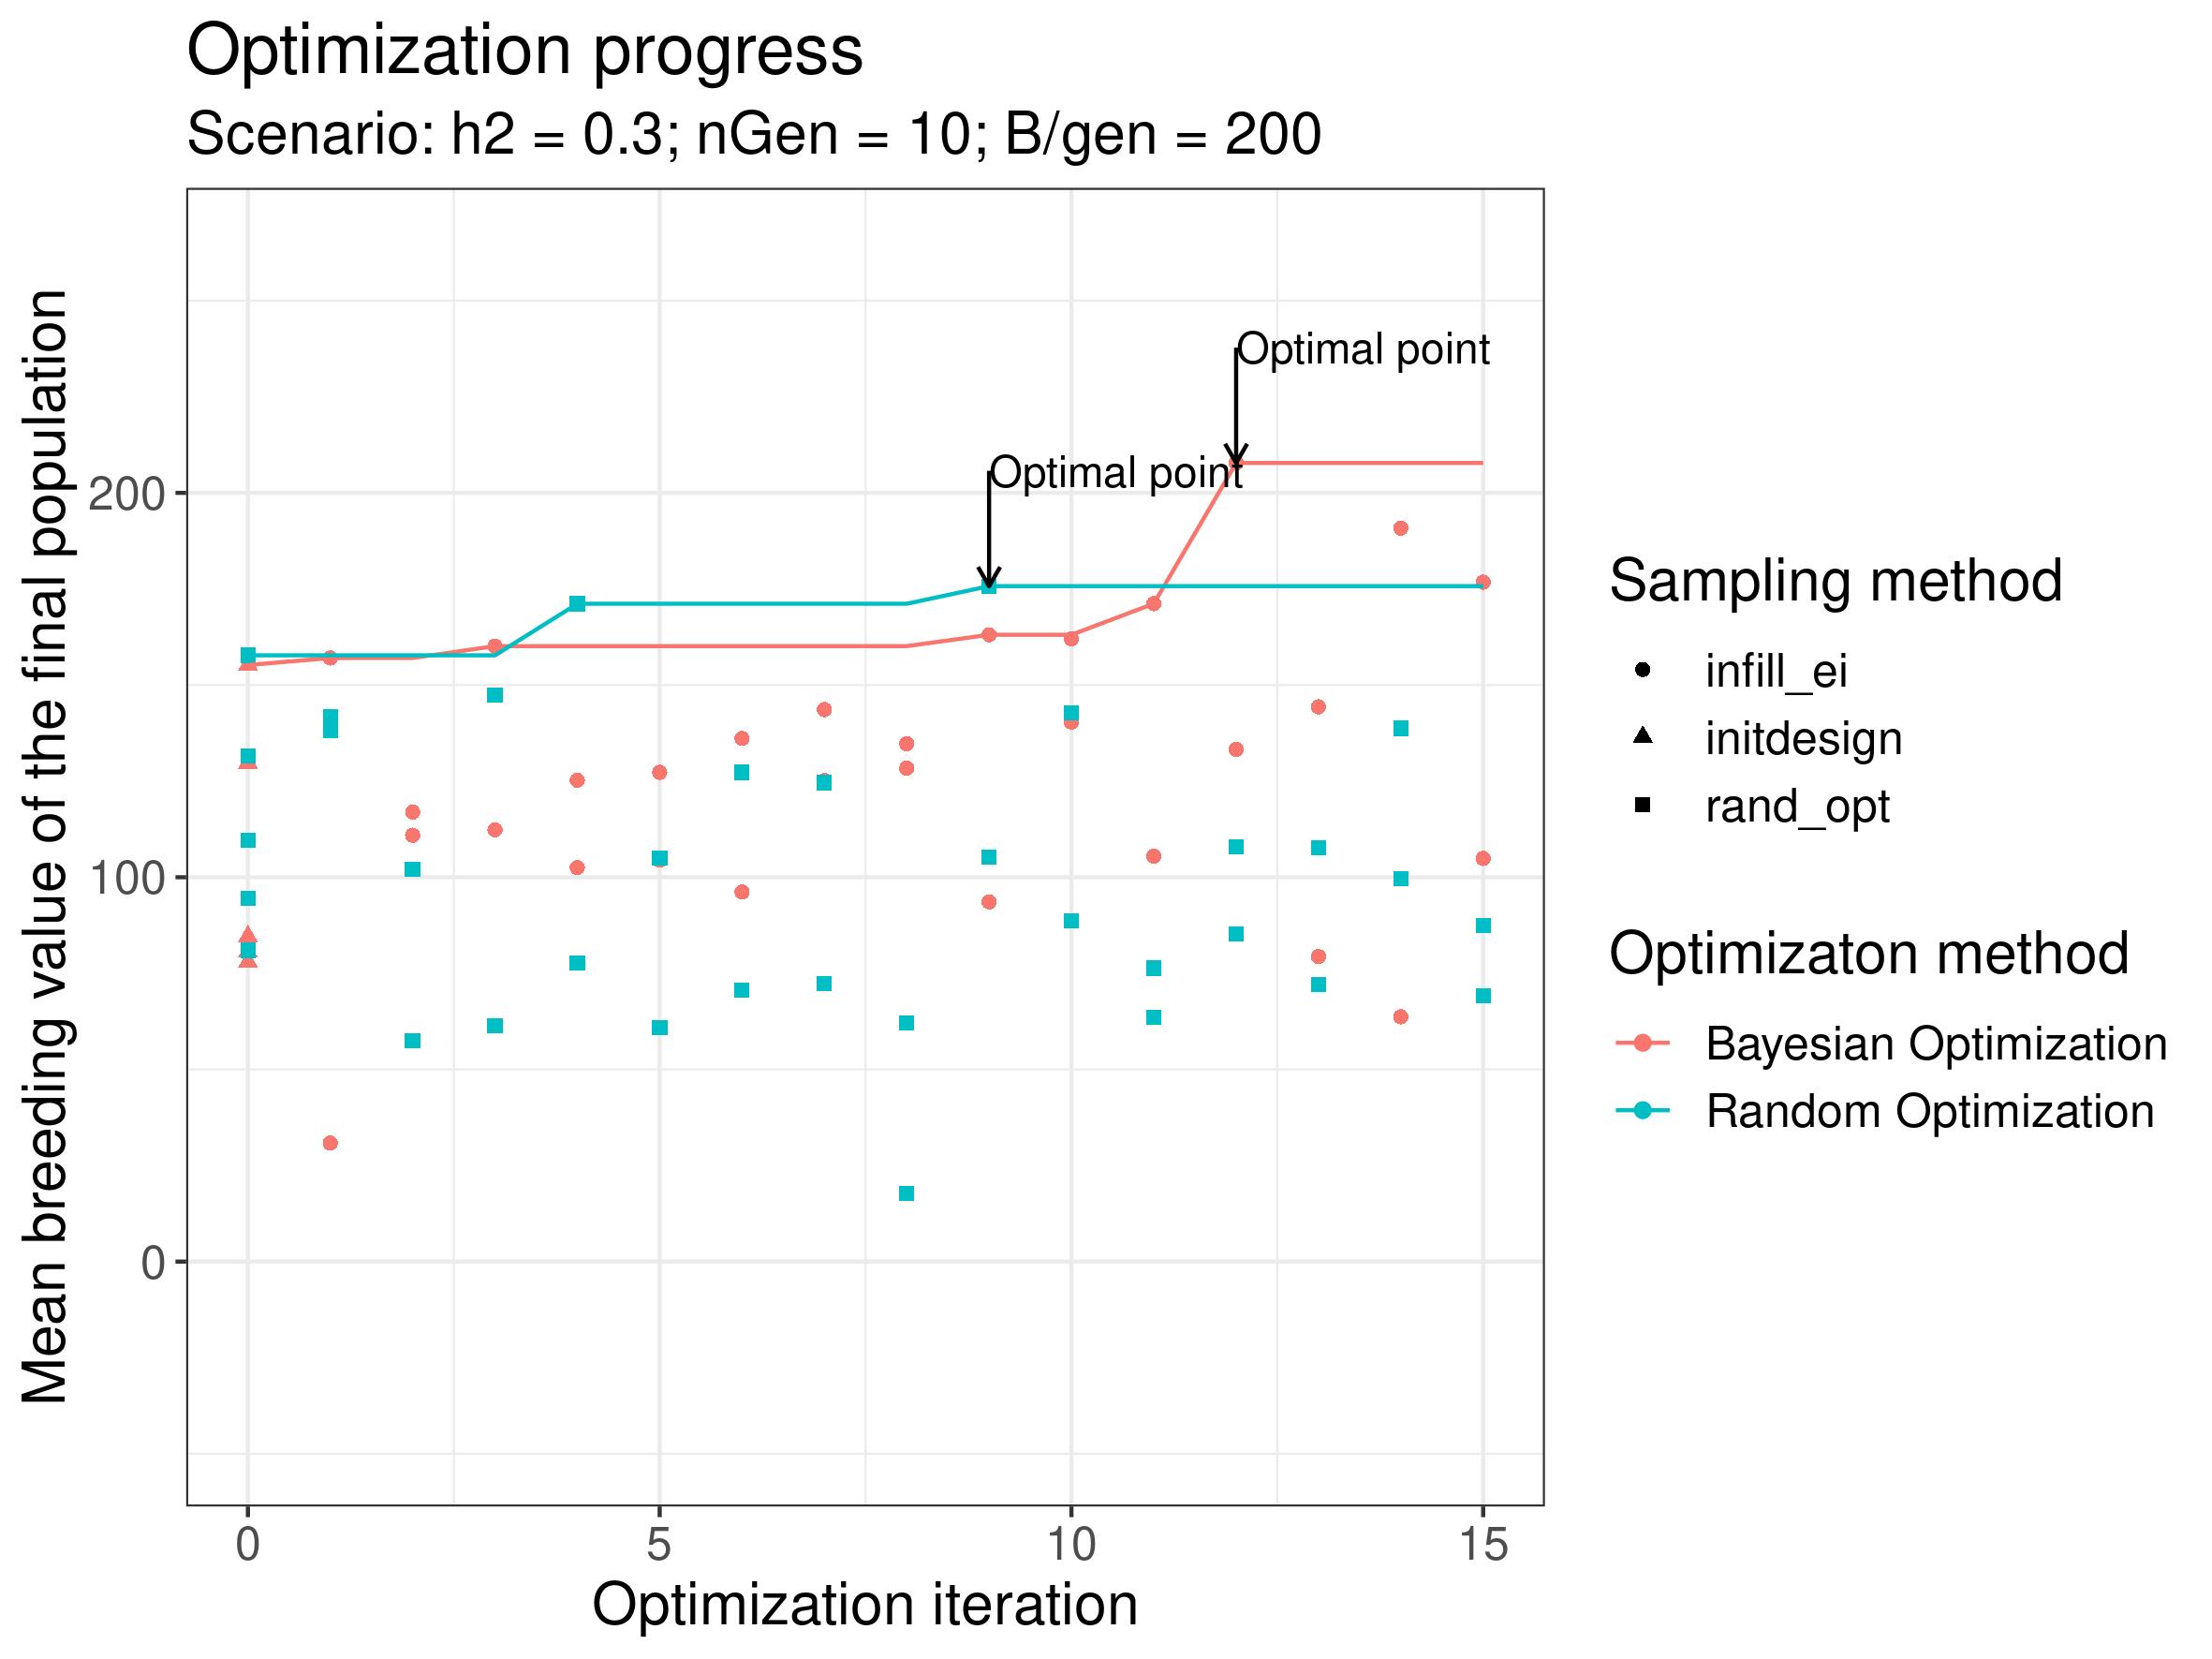 Optimization progress
Scenario: h2 = 0.3; nGen = 10; B/gen = 200
Mean breeding value of the final population
200
100
0
Optimal point
Optimal point
0 5 10 15
Optimization iteration
Sampling method
infill_ei
initdesign
rand_opt
Optimizaton method
Bayesian Optimization
Random Optimization